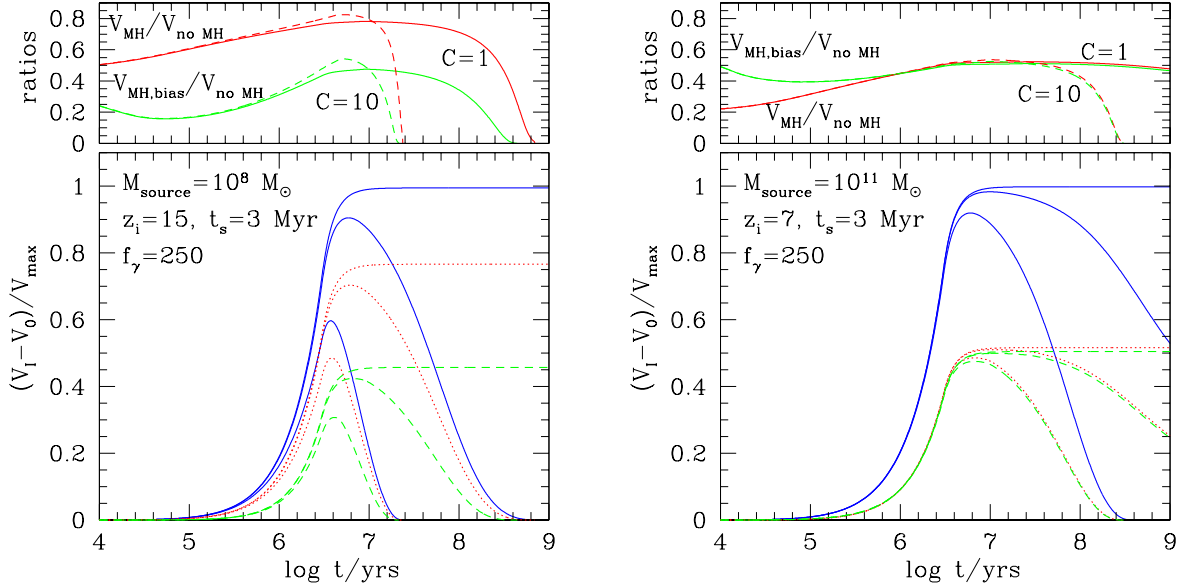 0.8
0.6
0.4
0.2
0
ratios
V_MH/V_no MH
V_MH,bias/V_no MH
C=1
C=10
1
0.8
0.6
0.4
0.2
0
(V_I−V_0)/V_max
M_source=10^8 M_⊙
z_i=15, t_s=3 Myr
f_γ=250
4 5 6 7 8 9
log t/yrs
0.8
0.6
0.4
0.2
0
ratios
V_MH,bias/V_no MH
V_MH/V_no MH
C=1
C=10
1
0.8
0.6
0.4
0.2
0
(V_I−V_0)/V_max
M_source=10^11 M_⊙
z_i=7, t_s=3 Myr
f_γ=250
4 5 6 7 8 9
log t/yrs